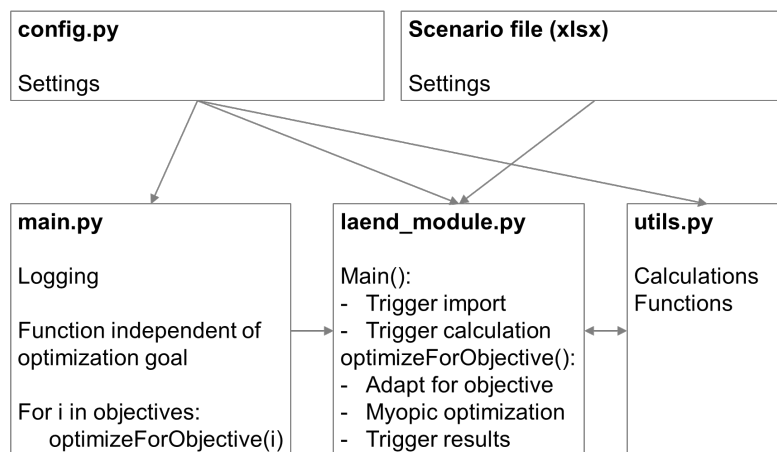 config.py
Settings
Scenario file (xlsx)
Settings
main.py
Logging
Function independent of
optimization goal
For i in objectives:
optimizeForObjective(i)
laend_module.py
Main():
- Trigger import
- Trigger calculation
optimizeForObjective():
- Adapt for objective
- Myopic optimization
- Trigger results
utils.py
Calculations
Functions